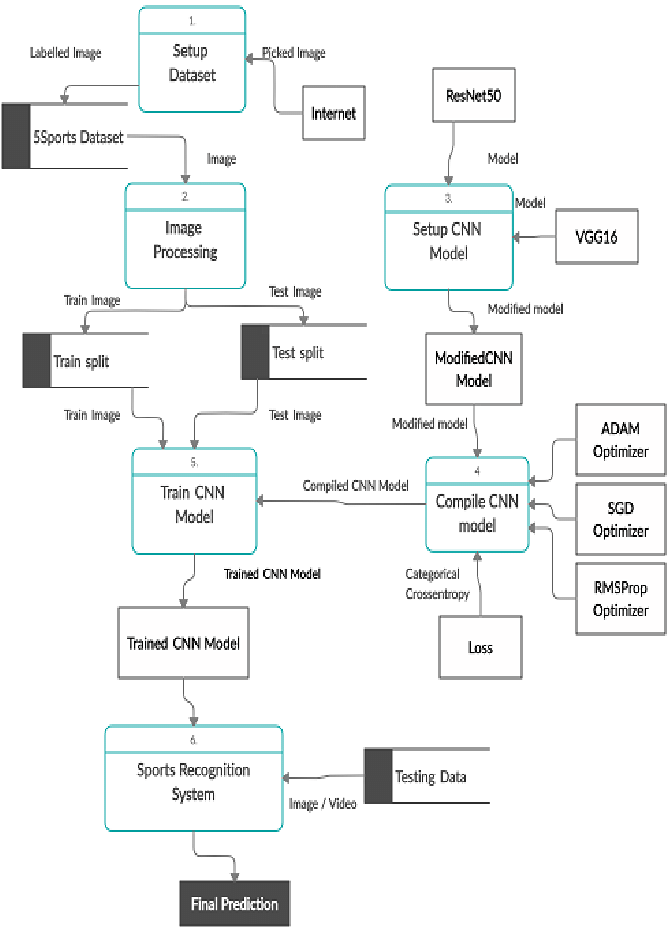 1.
Setup
Dataset
Labelled Image
Picked Image
Internet
5Sports Dataset
Image
2.
Image
Processing
Train Image
Test Image
Train split
Test split
Train Image
Test Image
ResNet50
Model
3.
Model
Setup CNN
Model
VGG16
Modified model
ModifiedCNN
Model
Modified model
4
Compile CNN
model
ADAM
Optimizer
SGD
Optimizer
RMSProp
Optimizer
Categorical
Crossentropy
Loss
Compiled CNN Model
5.
Train CNN
Model
Trained CNN Model
Trained CNN Model
6.
Sports Recognition
System
Testing Data
Image / Video
Final Prediction